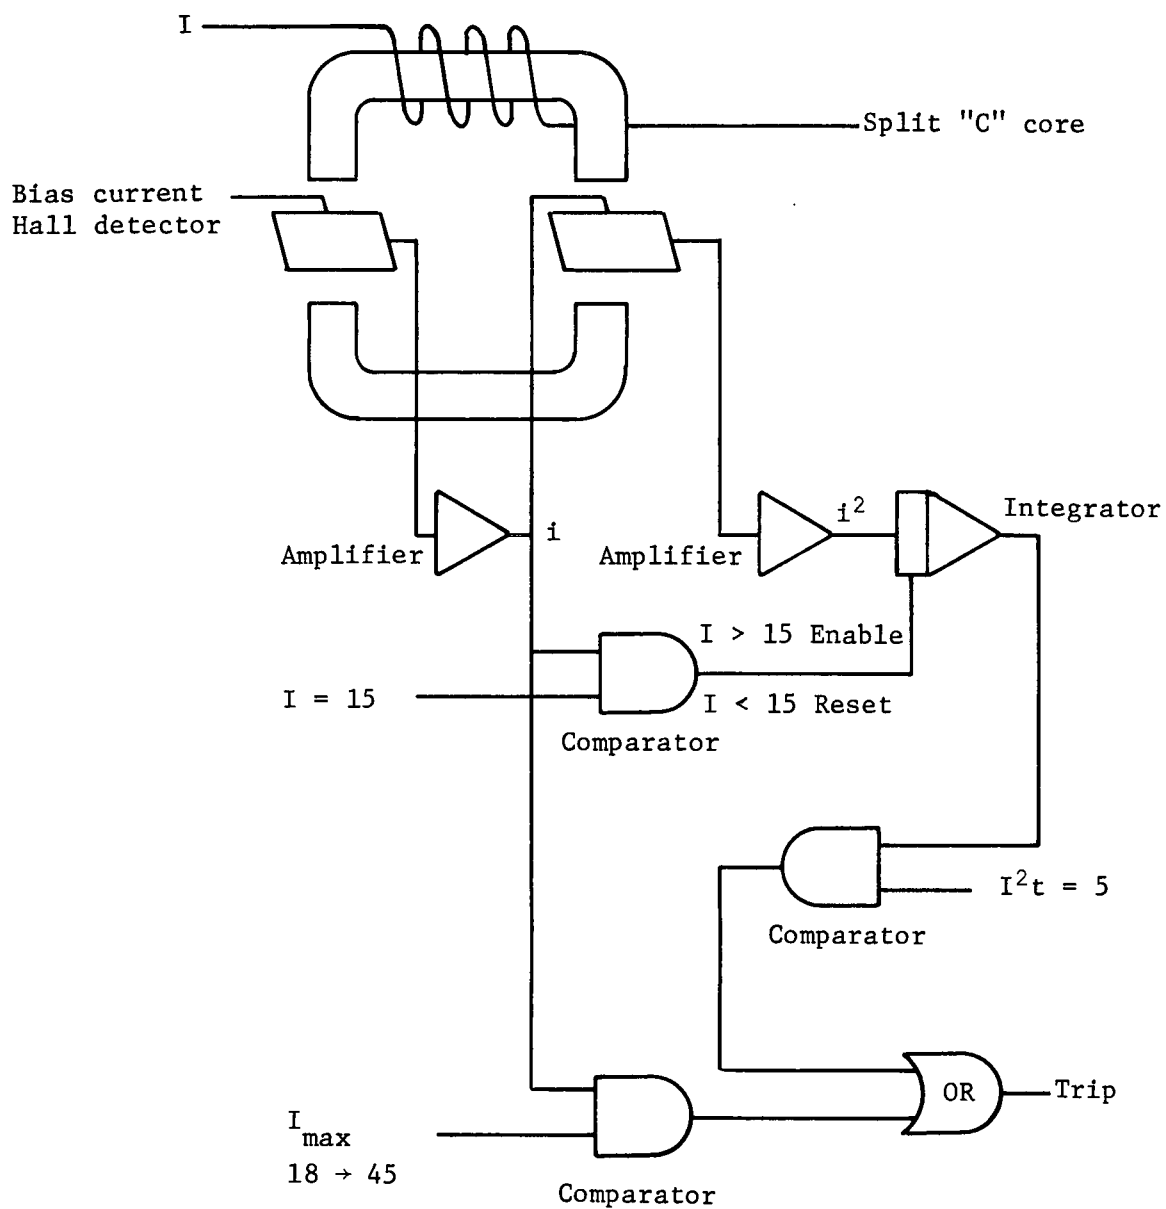 I
Split "C" core
Bias current
Hall detector
Amplifier
i
Amplifier
i²
Integrator
I > 15 Enable
I = 15
I < 15 Reset
Comparator
I²t = 5
Comparator
OR
Trip
I max
18 → 45
Comparator